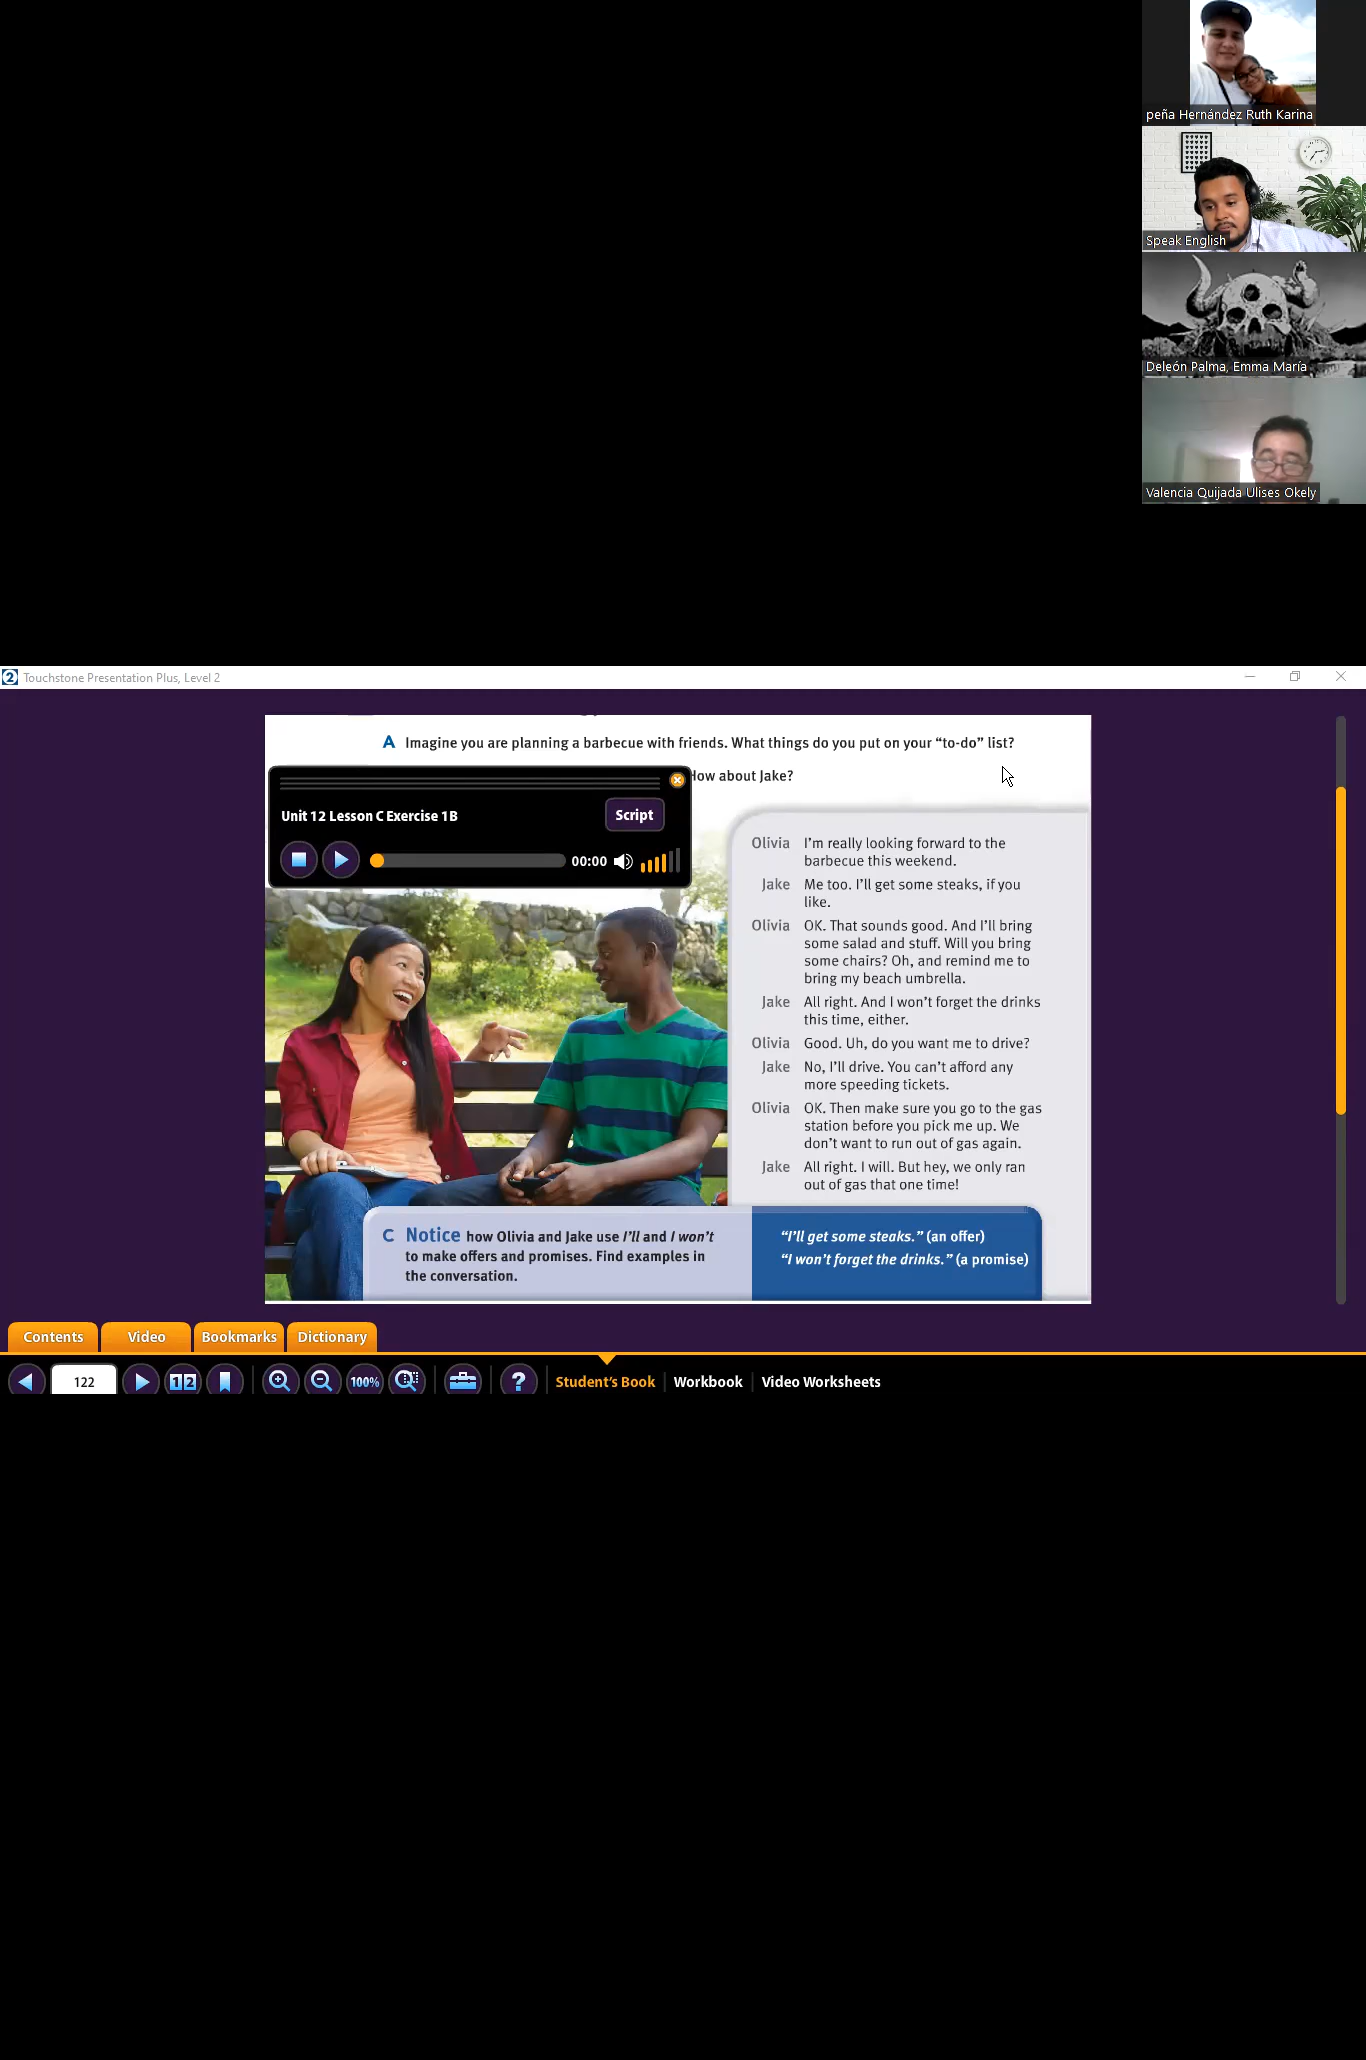 peña Hernández Ruth Karina
Speak English
Deleón Palma, Emma María
Valencia Quijada Ulises Okely
2 Touchstone Presentation Plus, Level 2
A Imagine you are planning a barbecue with friends. What things do you put on your “to-do” list?
How about Jake?
Unit 12 Lesson C Exercise 1B
Script
00:00
Olivia I’m really looking forward to the
barbecue this weekend.
Jake Me too. I’ll get some steaks, if you
like.
Olivia OK. That sounds good. And I’ll bring
some salad and stuff. Will you bring
some chairs? Oh, and remind me to
bring my beach umbrella.
Jake All right. And I won’t forget the drinks
this time, either.
Olivia Good. Uh, do you want me to drive?
Jake No, I’ll drive. You can’t afford any
more speeding tickets.
Olivia OK. Then make sure you go to the gas
station before you pick me up. We
don’t want to run out of gas again.
Jake All right. I will. But hey, we only ran
out of gas that one time!
C Notice how Olivia and Jake use I’ll and I won’t
to make offers and promises. Find examples in
the conversation.
“I’ll get some steaks.” (an offer)
“I won’t forget the drinks.” (a promise)
Contents Video Bookmarks Dictionary
122 12 100% ? Student’s Book Workbook Video Worksheets